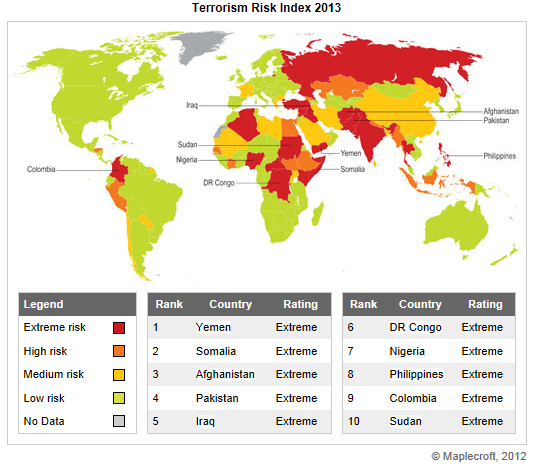 Terrorism Risk Index 2013
Iraq
Afghanistan
Pakistan
Sudan
Yemen
Nigeria
Philippines
Somalia
Colombia
DR Congo
Legend
Extreme risk
High risk
Medium risk
Low risk
No Data
Rank Country Rating
1 Yemen Extreme
2 Somalia Extreme
3 Afghanistan Extreme
4 Pakistan Extreme
5 Iraq Extreme
Rank Country Rating
6 DR Congo Extreme
7 Nigeria Extreme
8 Philippines Extreme
9 Colombia Extreme
10 Sudan Extreme
© Maplecroft, 2012